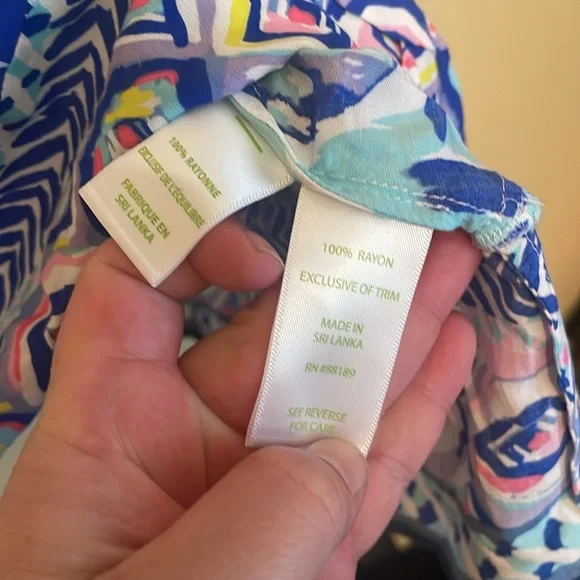 100% RAYONNE
EXCLUSIF DE L'ÉQUILIBRE
FABRIQUE EN
SRI LANKA
100% RAYON
EXCLUSIVE OF TRIM
MADE IN
SRI LANKA
RN #88189
SEE REVERSE
FOR CARE